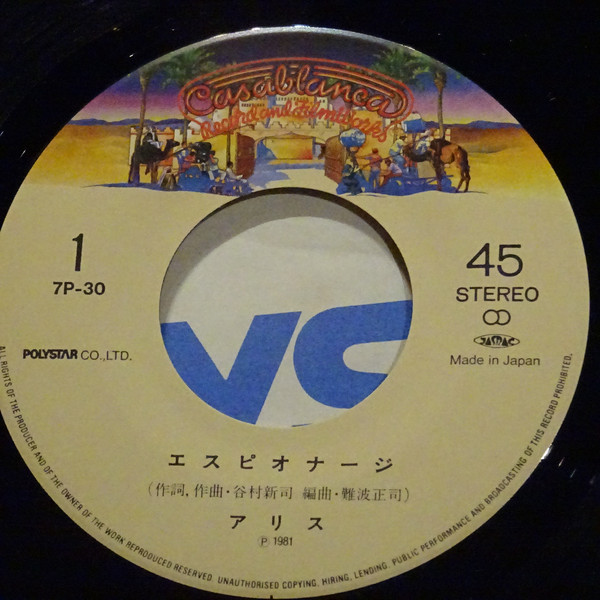 Casablanca
Record and FilmWorks
1
7P-30
45
STEREO
JASRAC
POLYSTAR CO.,LTD.
Made in Japan
VC
エスピオナージ
(作詞,作曲・谷村新司 編曲・難波正司)
アリス
Ⓟ 1981
ALL RIGHTS OF THE PRODUCER AND OF THE OWNER OF THE WORK REPRODUCED RESERVED. UNAUTHORISED COPYING, HIRING, LENDING, PUBLIC PERFORMANCE AND BROADCASTING OF THIS RECORD PROHIBITED.